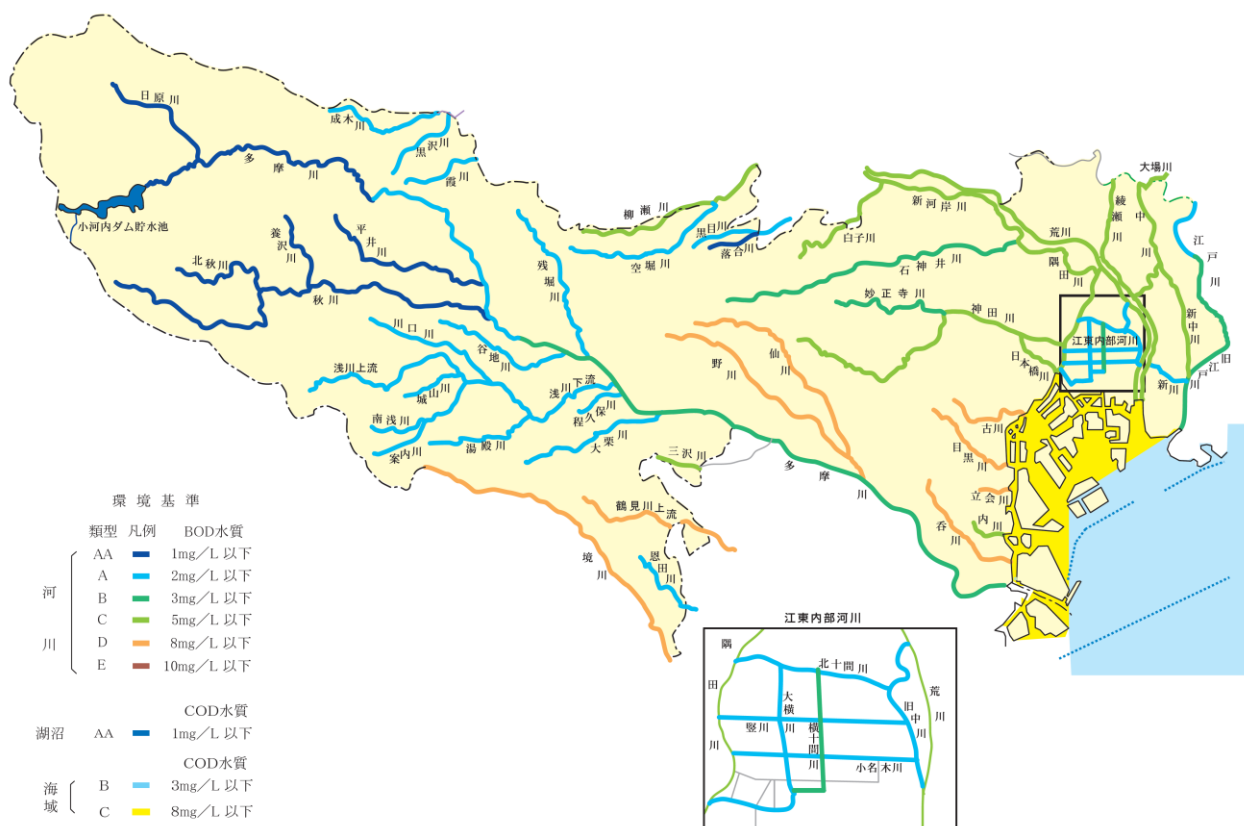 日原川
成木川
黒沢川
霞川
多摩川
小河内ダム貯水池
養沢川
平井川
北秋川
秋川
残堀川
柳瀬川
空堀川
黒目川
落合川
白子川
新河岸川
荒川
綾瀬川
中川
大場川
江戸川
隅田川
石神井川
妙正寺川
神田川
日本橋川
江東内部河川
新中川
旧江戸川
新川
川口川
谷地川
浅川上流
城山川
南浅川
案内川
湯殿川
浅川下流
程久保川
大栗川
三沢川
多摩川
野川
仙川
古川
目黒川
立会川
内川
呑川
鶴見川上流
恩田川
境川
環境基準
類型 凡例 BOD水質
河川
AA 1mg/L 以下
A 2mg/L 以下
B 3mg/L 以下
C 5mg/L 以下
D 8mg/L 以下
E 10mg/L 以下
COD水質
湖沼 AA 1mg/L 以下
COD水質
海域
B 3mg/L 以下
C 8mg/L 以下
江東内部河川
隅田川
北十間川
大横川
竪川
横十間川
旧中川
小名木川
荒川